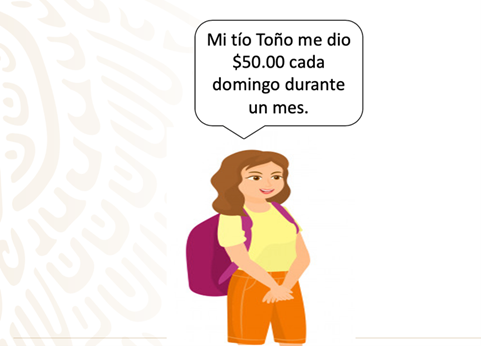 Mi tío Toño me dio
$50.00 cada
domingo durante
un mes.